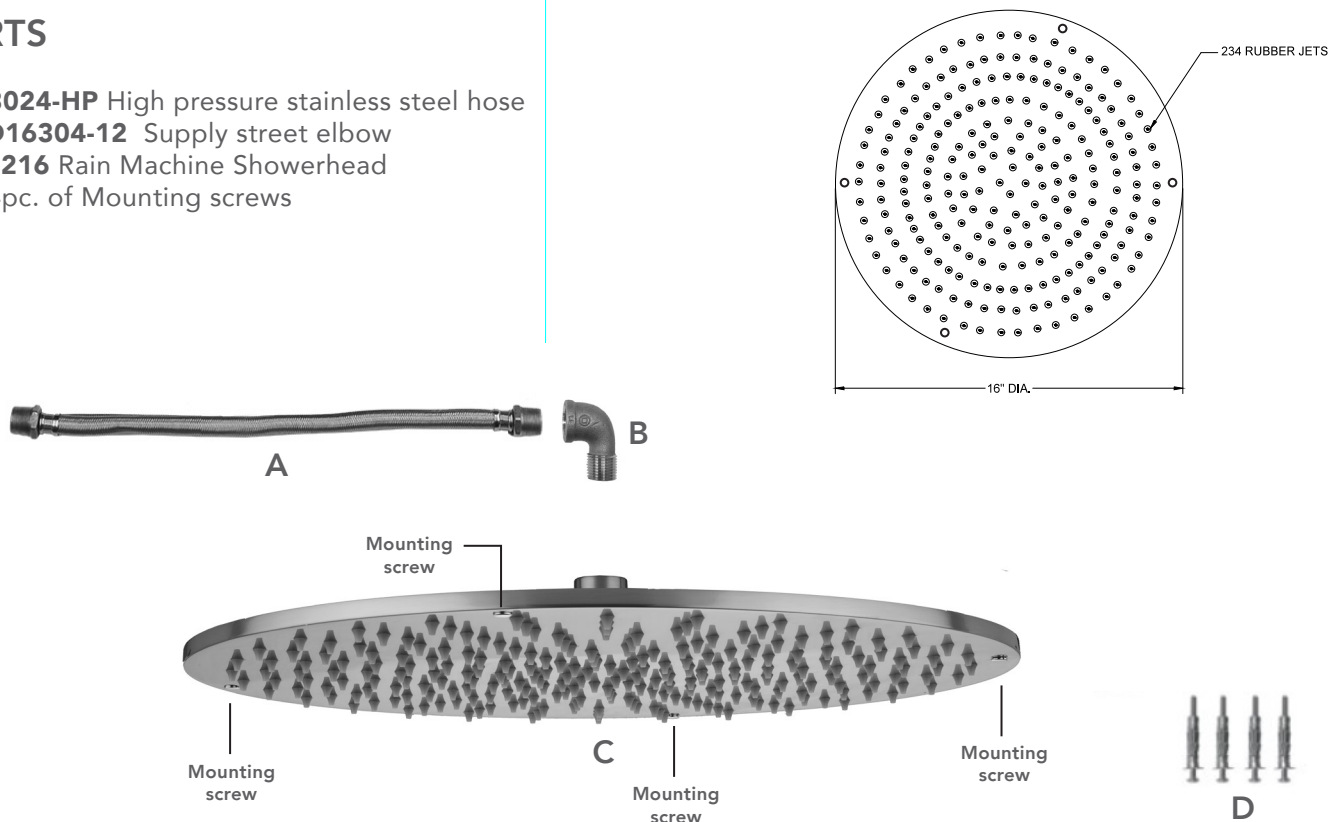 RTS
3024-HP High pressure stainless steel hose
16304-12 Supply street elbow
216 Rain Machine Showerhead
pc. of Mounting screws
234 RUBBER JETS
16" DIA.
A
B
Mounting
screw
C
Mounting
screw
Mounting
screw
Mounting
screw
D